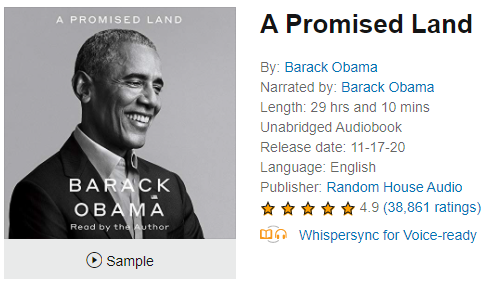 A PROMISED LAND
BARACK
OBAMA
Read by the Author
Sample
A Promised Land
By: Barack Obama
Narrated by: Barack Obama
Length: 29 hrs and 10 mins
Unabridged Audiobook
Release date: 11-17-20
Language: English
Publisher: Random House Audio
4.9 (38,861 ratings)
Whispersync for Voice-ready